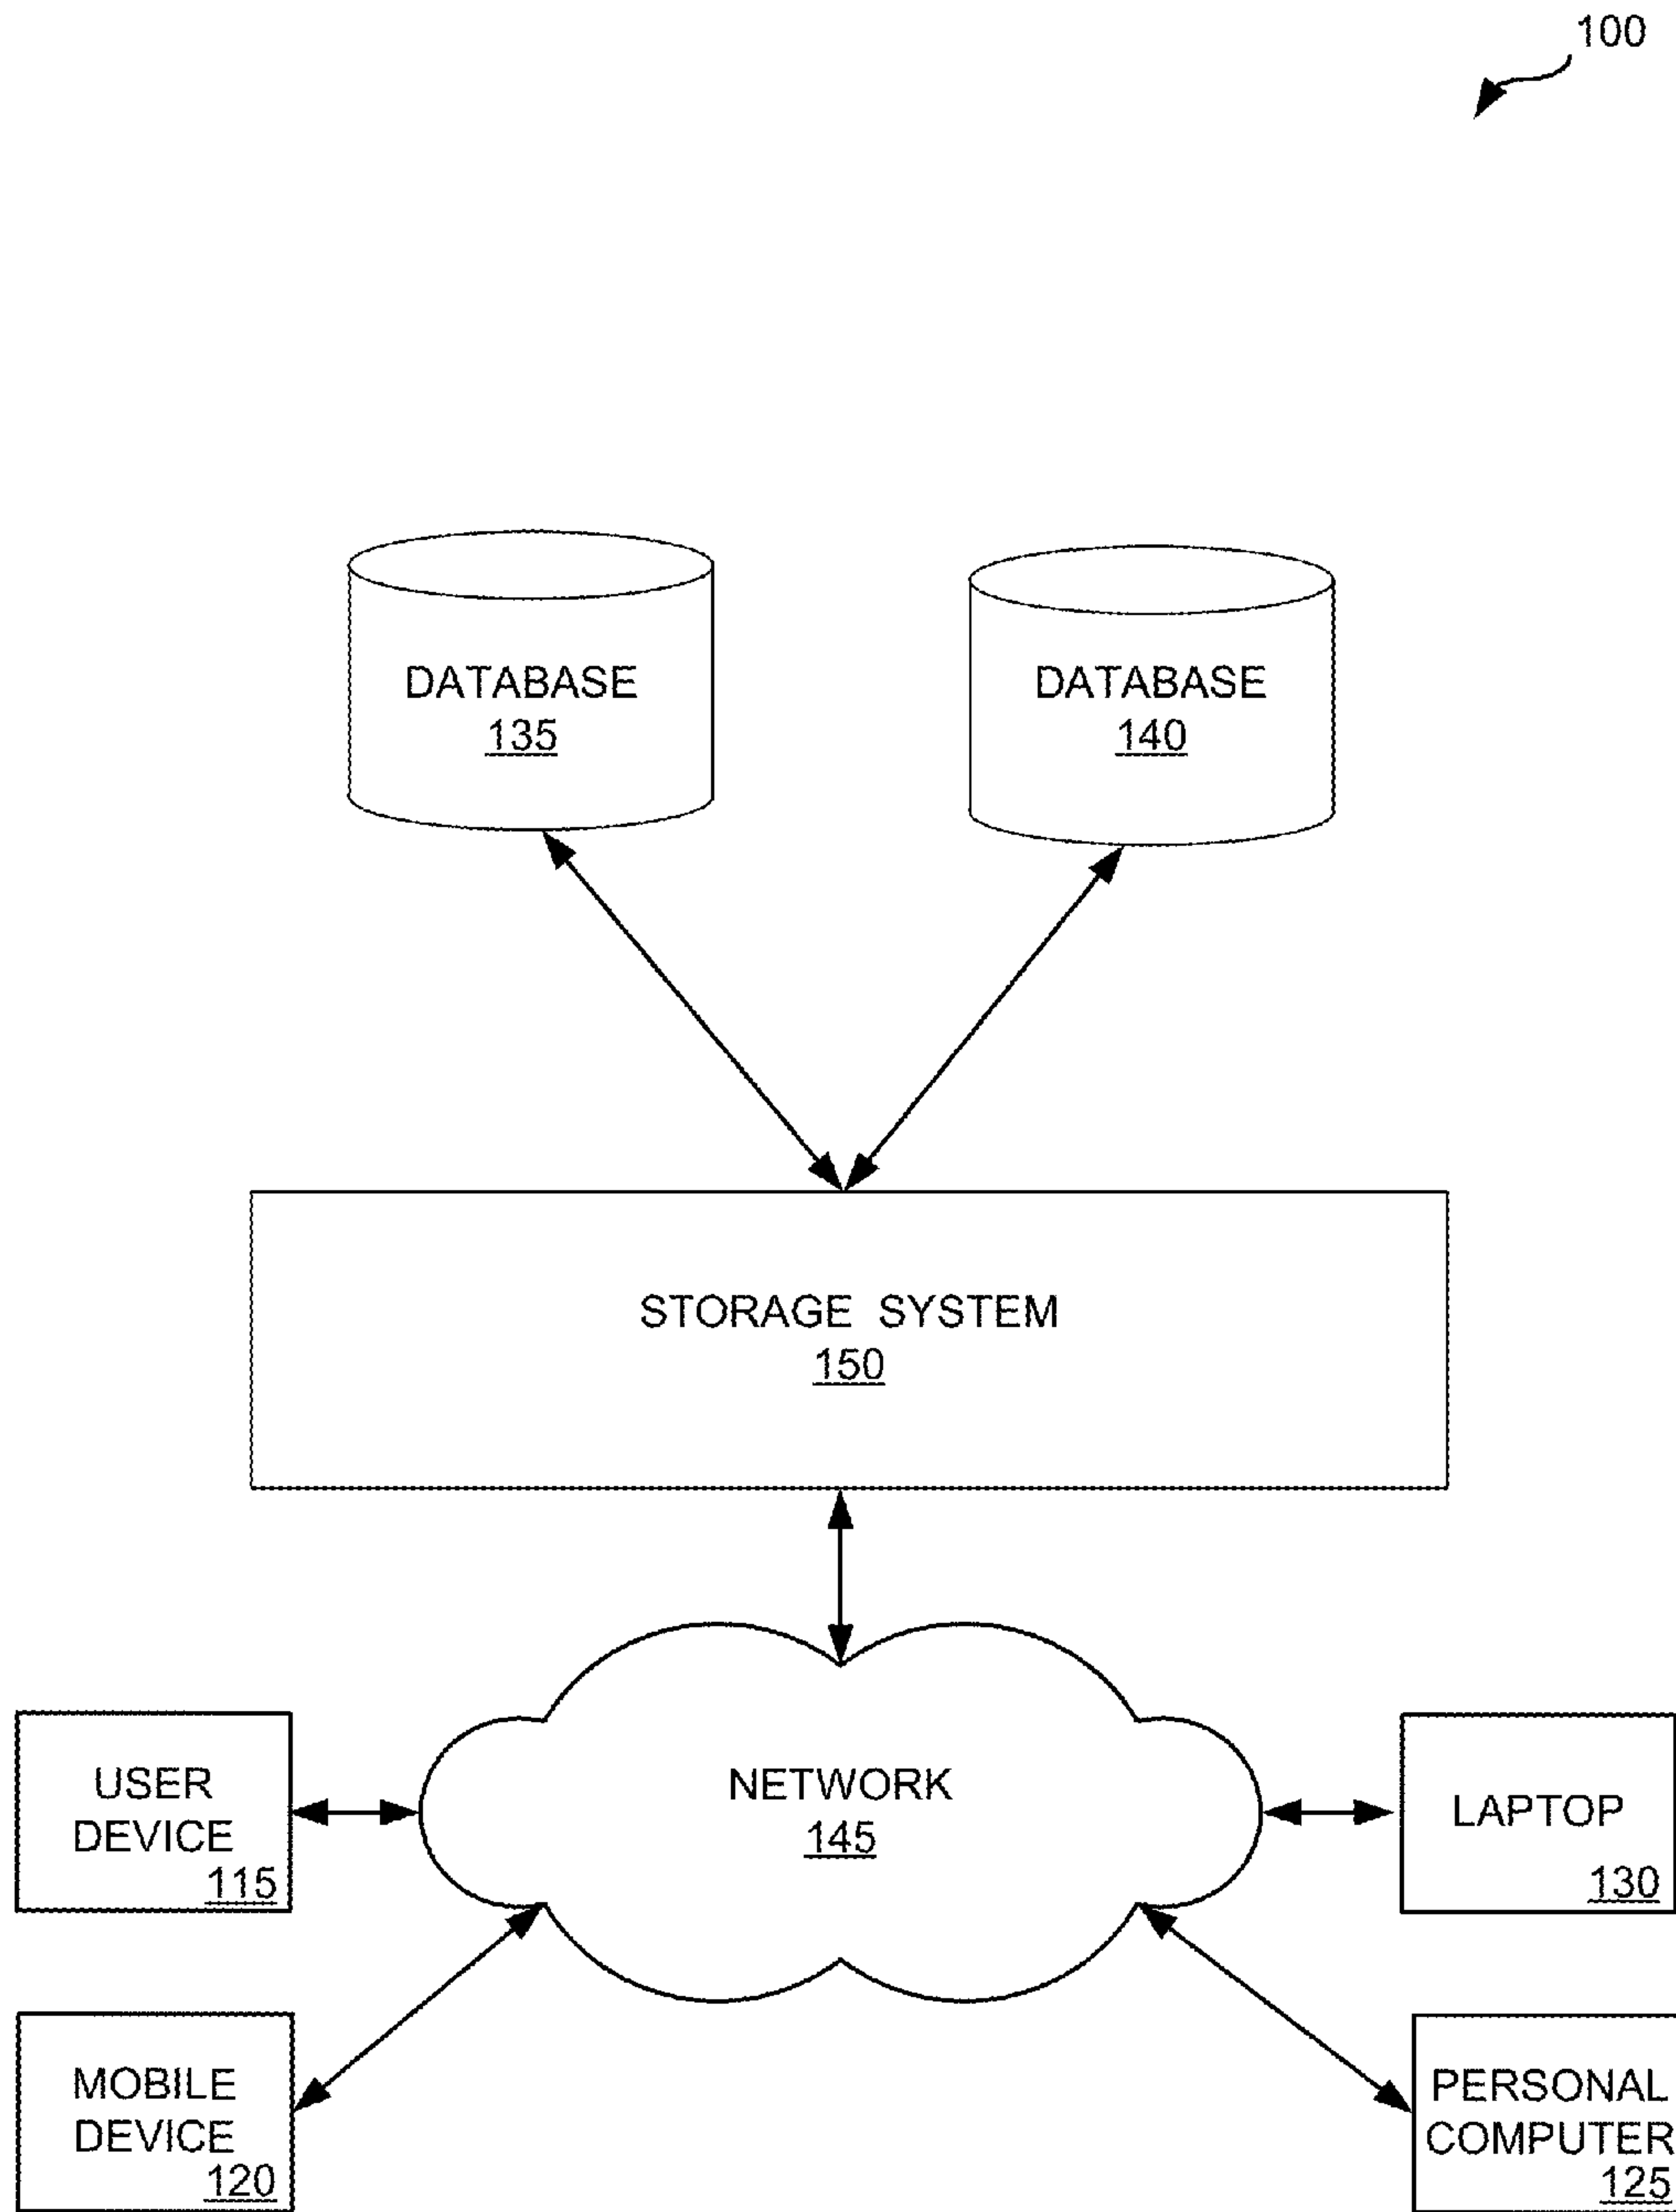 100
DATABASE
135
DATABASE
140
STORAGE SYSTEM
150
NETWORK
145
USER
DEVICE
115
LAPTOP
130
MOBILE
DEVICE
120
PERSONAL
COMPUTER
125